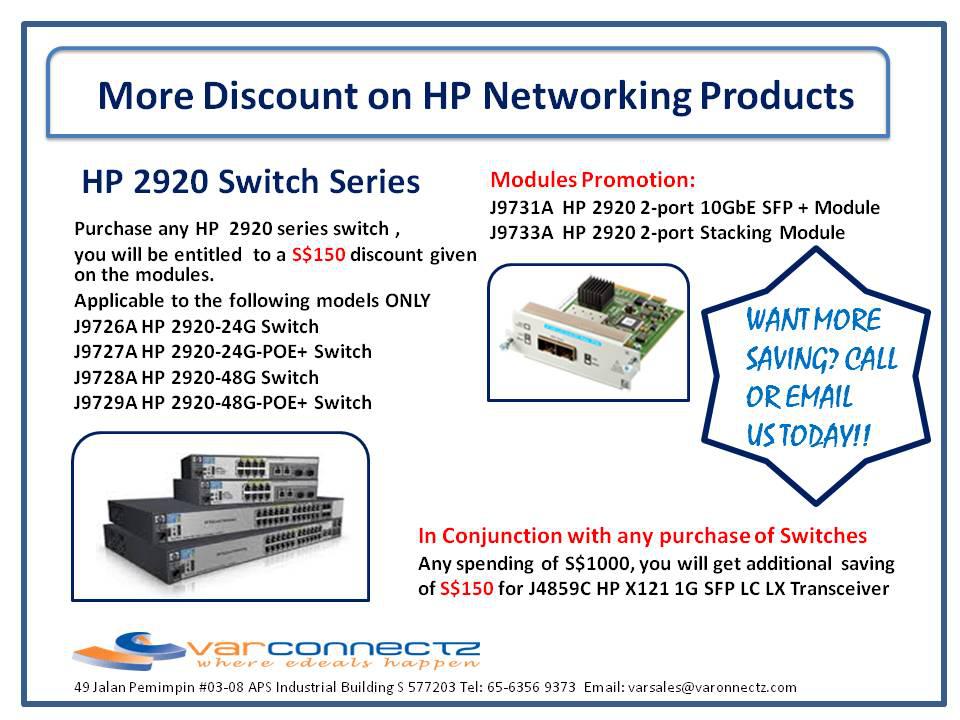 More Discount on HP Networking Products
HP 2920 Switch Series
Purchase any HP 2920 series switch ,
you will be entitled to a S$150 discount given
on the modules.
Applicable to the following models ONLY
J9726A HP 2920-24G Switch
J9727A HP 2920-24G-POE+ Switch
J9728A HP 2920-48G Switch
J9729A HP 2920-48G-POE+ Switch
Modules Promotion:
J9731A HP 2920 2-port 10GbE SFP + Module
J9733A HP 2920 2-port Stacking Module
WANT MORE
SAVING? CALL
OR EMAIL
US TODAY!!
In Conjunction with any purchase of Switches
Any spending of S$1000, you will get additional saving
of S$150 for J4859C HP X121 1G SFP LC LX Transceiver
varconnectz
where edeals happen
49 Jalan Pemimpin #03-08 APS Industrial Building S 577203 Tel: 65-6356 9373 Email: varsales@varonnectz.com